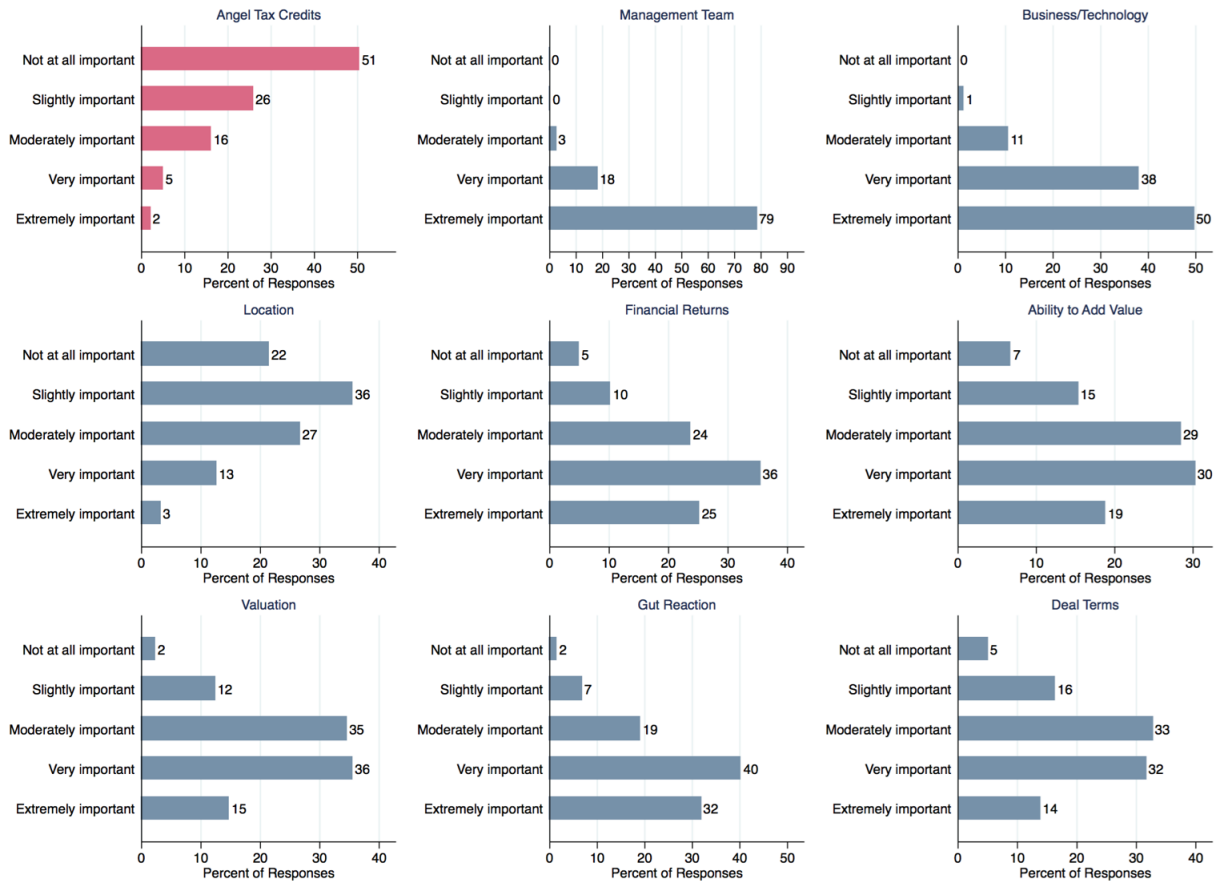 Angel Tax Credits
Not at all important 51
Slightly important 26
Moderately important 16
Very important 5
Extremely important 2
0 10 20 30 40 50
Percent of Responses
Management Team
Not at all important 0
Slightly important 0
Moderately important 3
Very important 18
Extremely important 79
0 10 20 30 40 50 60 70 80 90
Percent of Responses
Business/Technology
Not at all important 0
Slightly important 1
Moderately important 11
Very important 38
Extremely important 50
0 10 20 30 40 50
Percent of Responses
Location
Not at all important 22
Slightly important 36
Moderately important 27
Very important 13
Extremely important 3
0 10 20 30 40
Percent of Responses
Financial Returns
Not at all important 5
Slightly important 10
Moderately important 24
Very important 36
Extremely important 25
0 10 20 30 40
Percent of Responses
Ability to Add Value
Not at all important 7
Slightly important 15
Moderately important 29
Very important 30
Extremely important 19
0 10 20 30
Percent of Responses
Valuation
Not at all important 2
Slightly important 12
Moderately important 35
Very important 36
Extremely important 15
0 10 20 30 40
Percent of Responses
Gut Reaction
Not at all important 2
Slightly important 7
Moderately important 19
Very important 40
Extremely important 32
0 10 20 30 40 50
Percent of Responses
Deal Terms
Not at all important 5
Slightly important 16
Moderately important 33
Very important 32
Extremely important 14
0 10 20 30 40
Percent of Responses